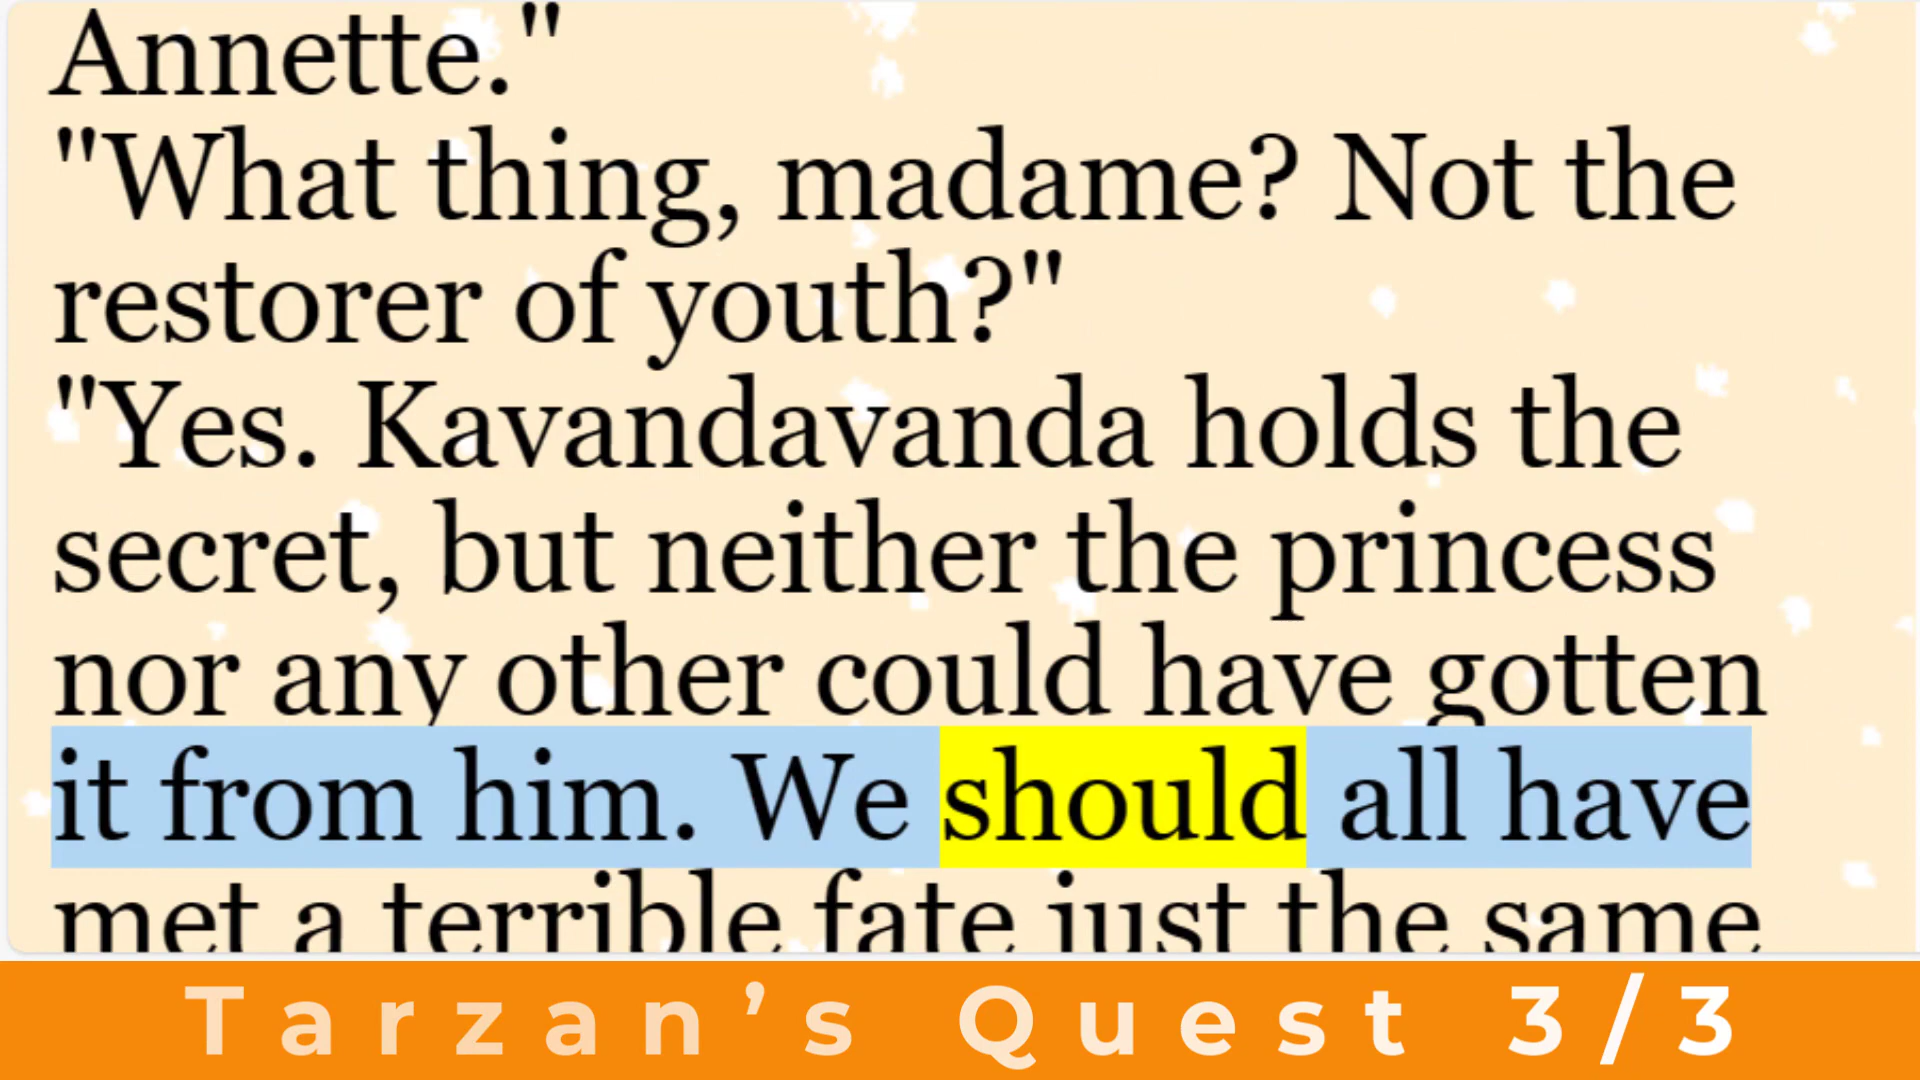 Annette."
"What thing, madame? Not the
restorer of youth?"
"Yes. Kavandavanda holds the
secret, but neither the princess
nor any other could have gotten
it from him. We should all have
met a terrible fate just the same
Tarzan’s Quest 3/3